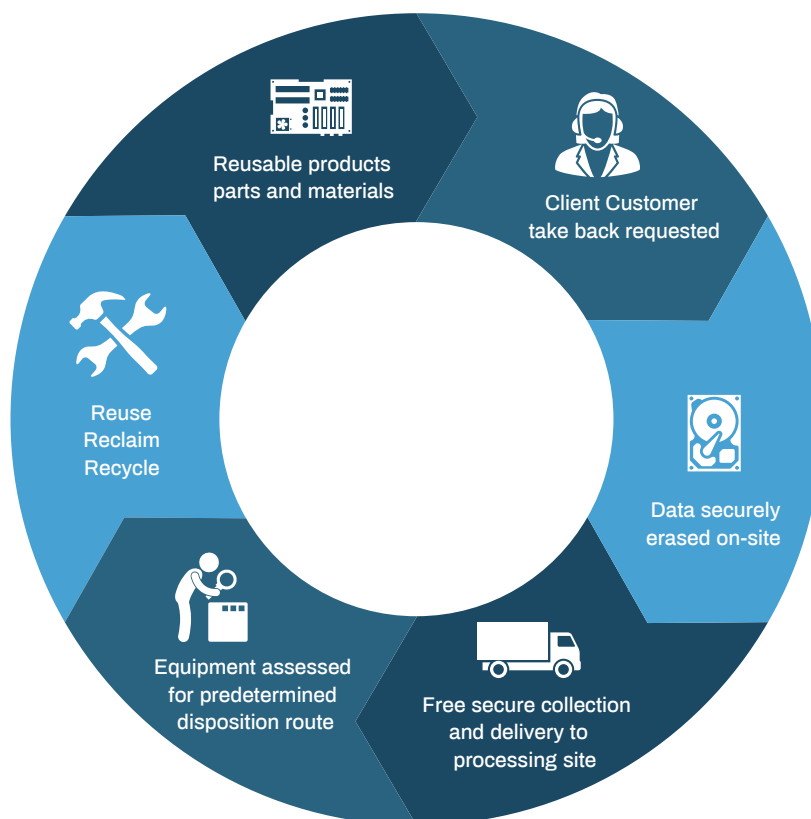 Reusable products
parts and materials
Client Customer
take back requested
Data securely
erased on-site
Free secure collection
and delivery to
processing site
Equipment assessed
for predetermined
disposition route
Reuse
Reclaim
Recycle